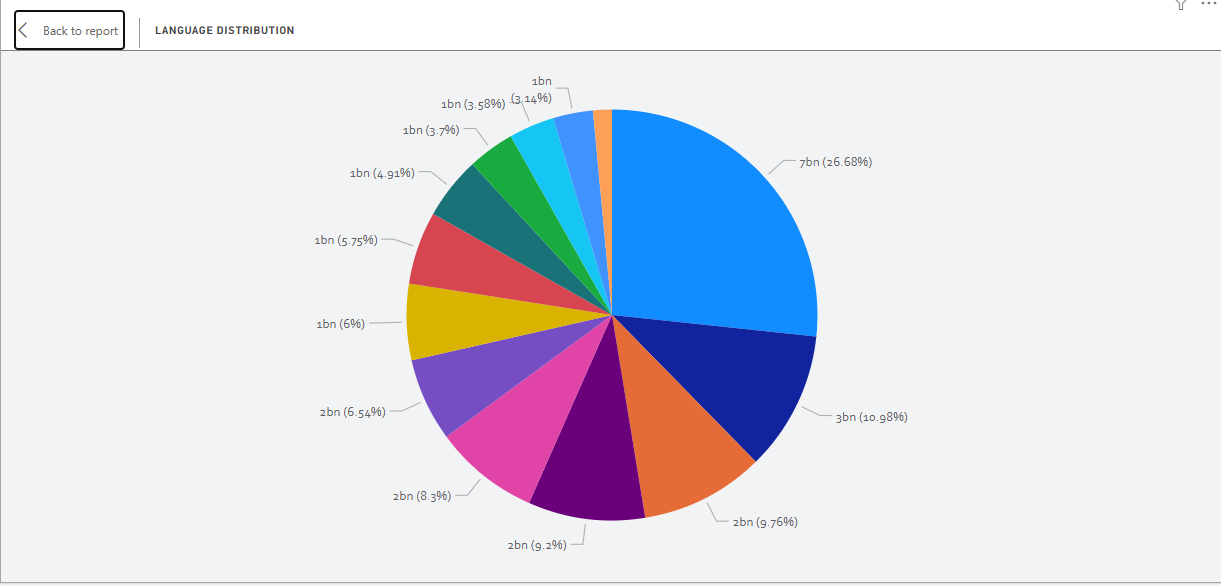 Back to report
LANGUAGE DISTRIBUTION
1bn
(3.14%)
1bn (3.58%)
1bn (3.7%)
7bn (26.68%)
1bn (4.91%)
1bn (5.75%)
1bn (6%)
2bn (6.54%)
3bn (10.98%)
2bn (8.3%)
2bn (9.76%)
2bn (9.2%)